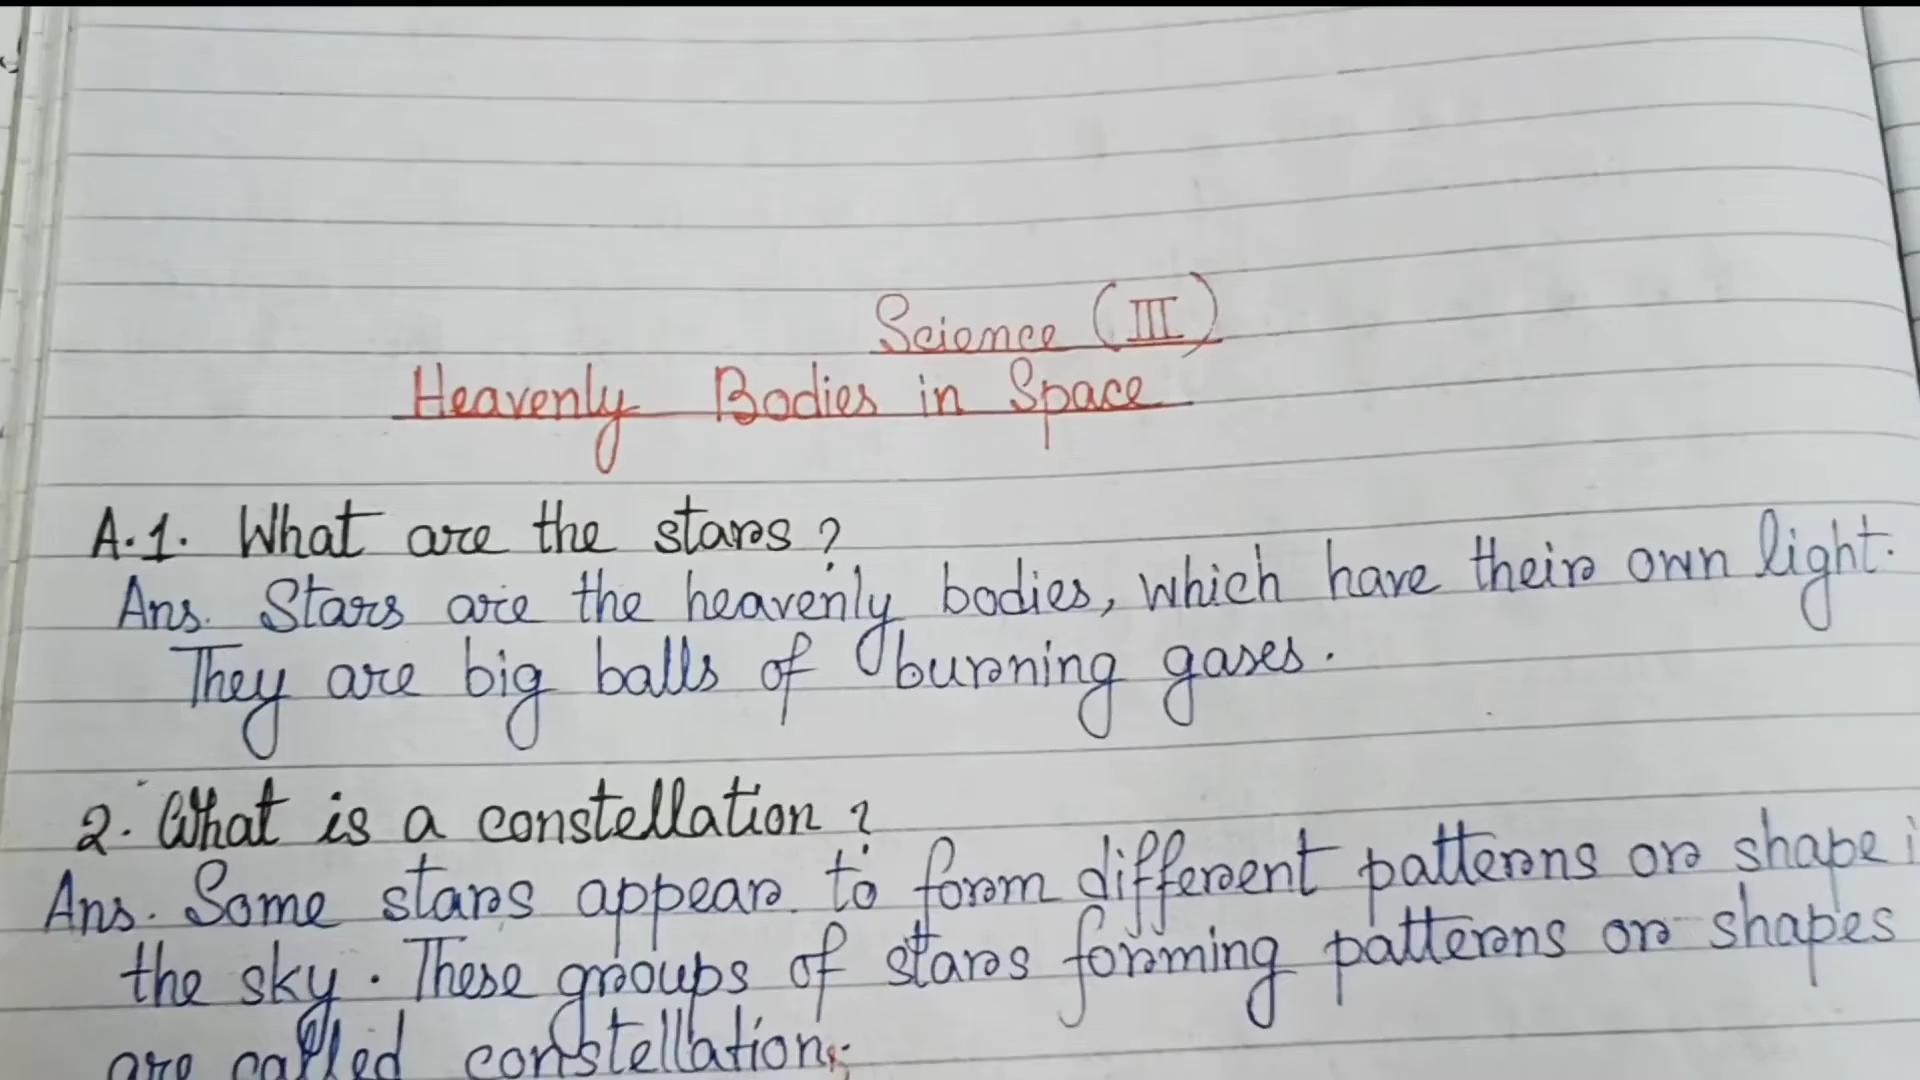 Science (III)
Heavenly Bodies in Space
A.1. What are the stars?
Ans. Stars are the heavenly bodies, which have their own light.
They are big balls of burning gases.
2. What is a constellation?
Ans. Some stars appear to form different patterns or shape i
the sky. These groups of stars forming patterns or shapes
are called constellation.